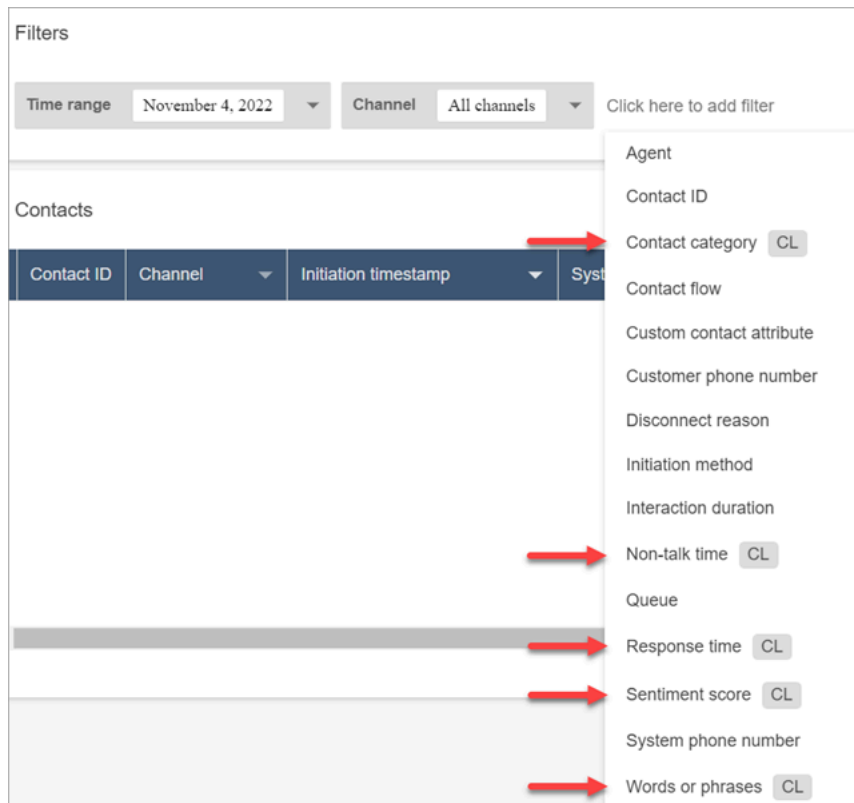 Filters
Time range November 4, 2022 Channel All channels Click here to add filter
Agent
Contact ID
Contacts
Contact category CL
Contact ID Channel Initiation timestamp Syst
Contact flow
Custom contact attribute
Customer phone number
Disconnect reason
Initiation method
Interaction duration
Non-talk time CL
Queue
Response time CL
Sentiment score CL
System phone number
Words or phrases CL